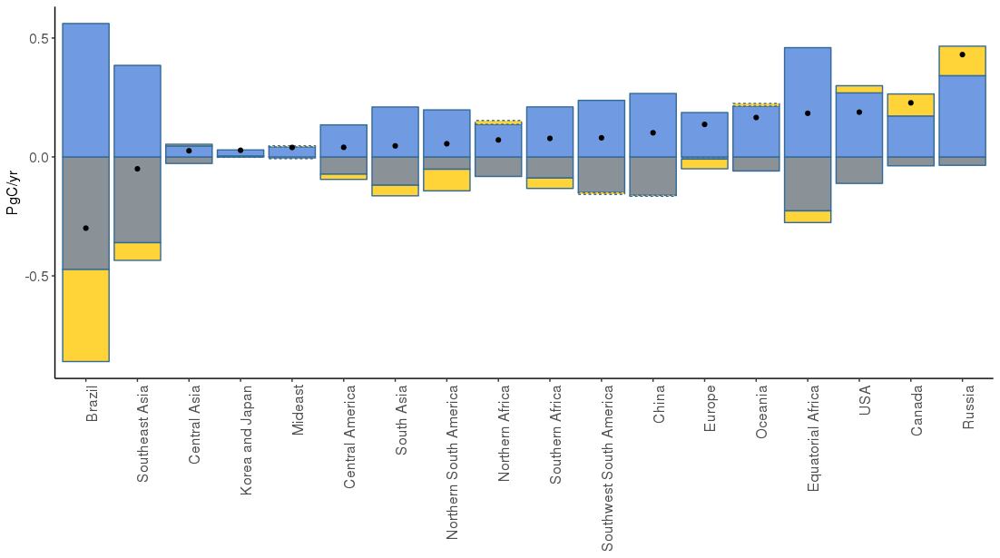 PgC/yr
0.5
0.0
-0.5
Brazil
Southeast Asia
Central Asia
Korea and Japan
Mideast
Central America
South Asia
Northern South America
Northern Africa
Southern Africa
Southwest South America
China
Europe
Oceania
Equatorial Africa
USA
Canada
Russia